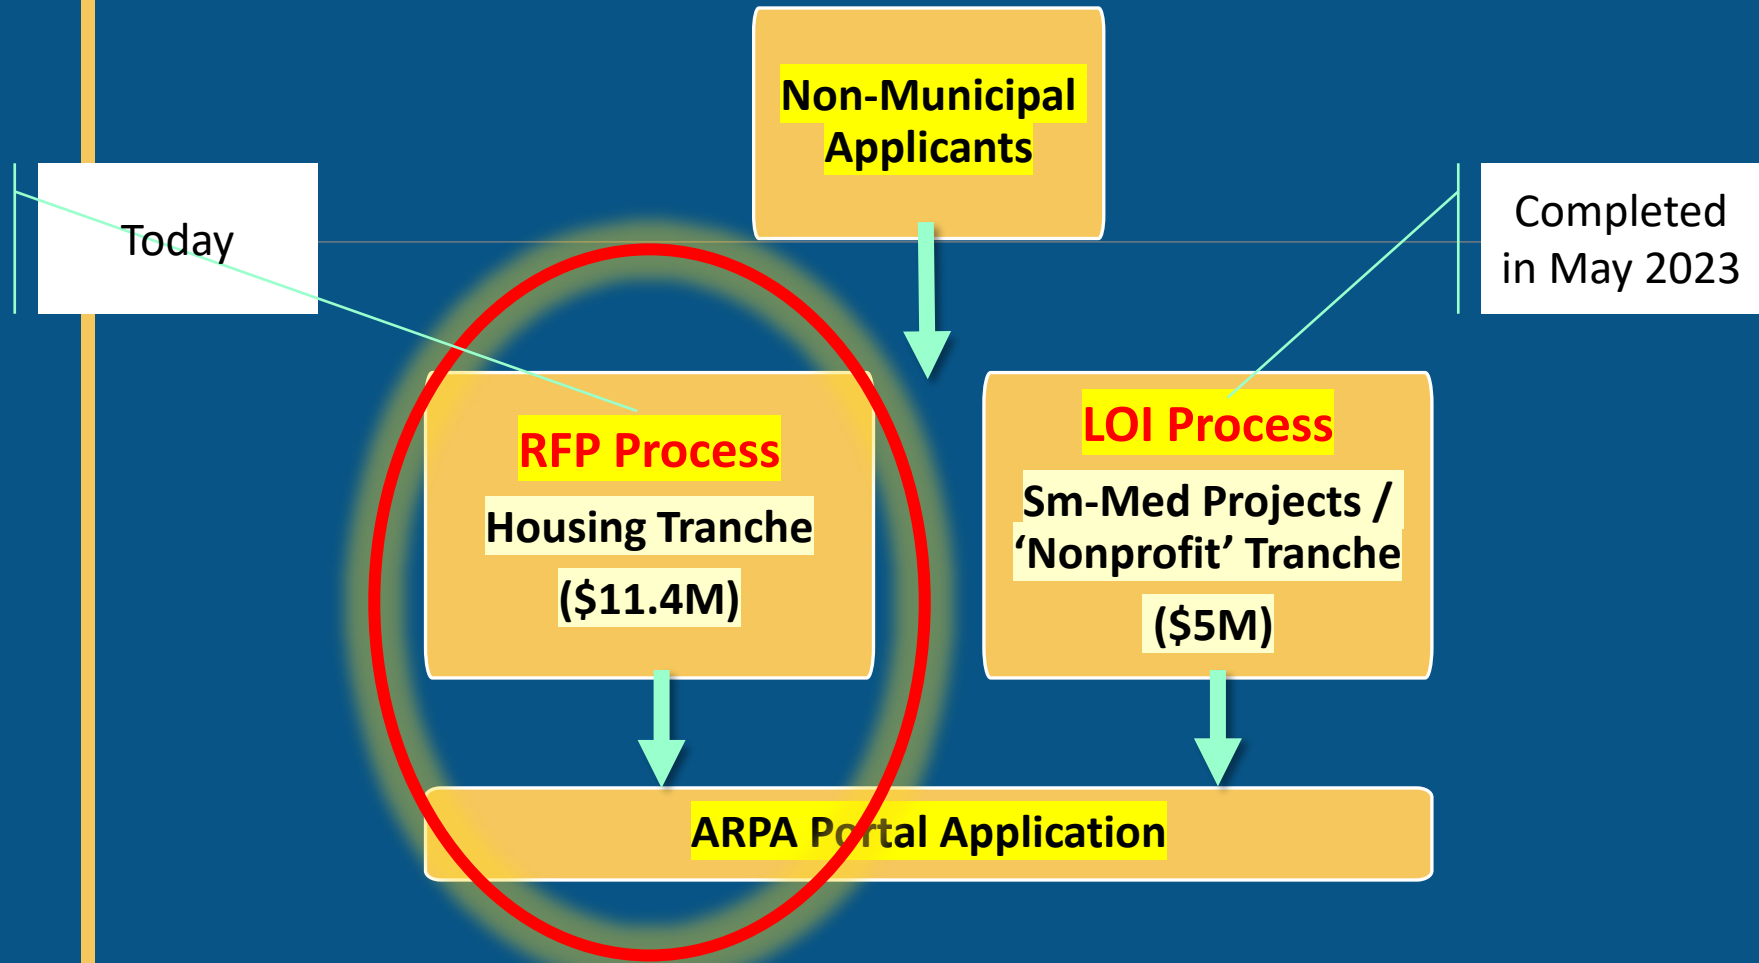 Non-Municipal
Applicants
Today
Completed
in May 2023
RFP Process
Housing Tranche
($11.4M)
LOI Process
Sm-Med Projects /
‘Nonprofit’ Tranche
($5M)
ARPA Portal Application